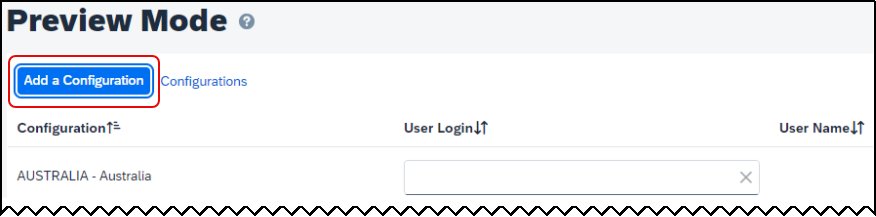 Preview Mode ?
Add a Configuration Configurations
Configuration User Login User Name
AUSTRALIA - Australia